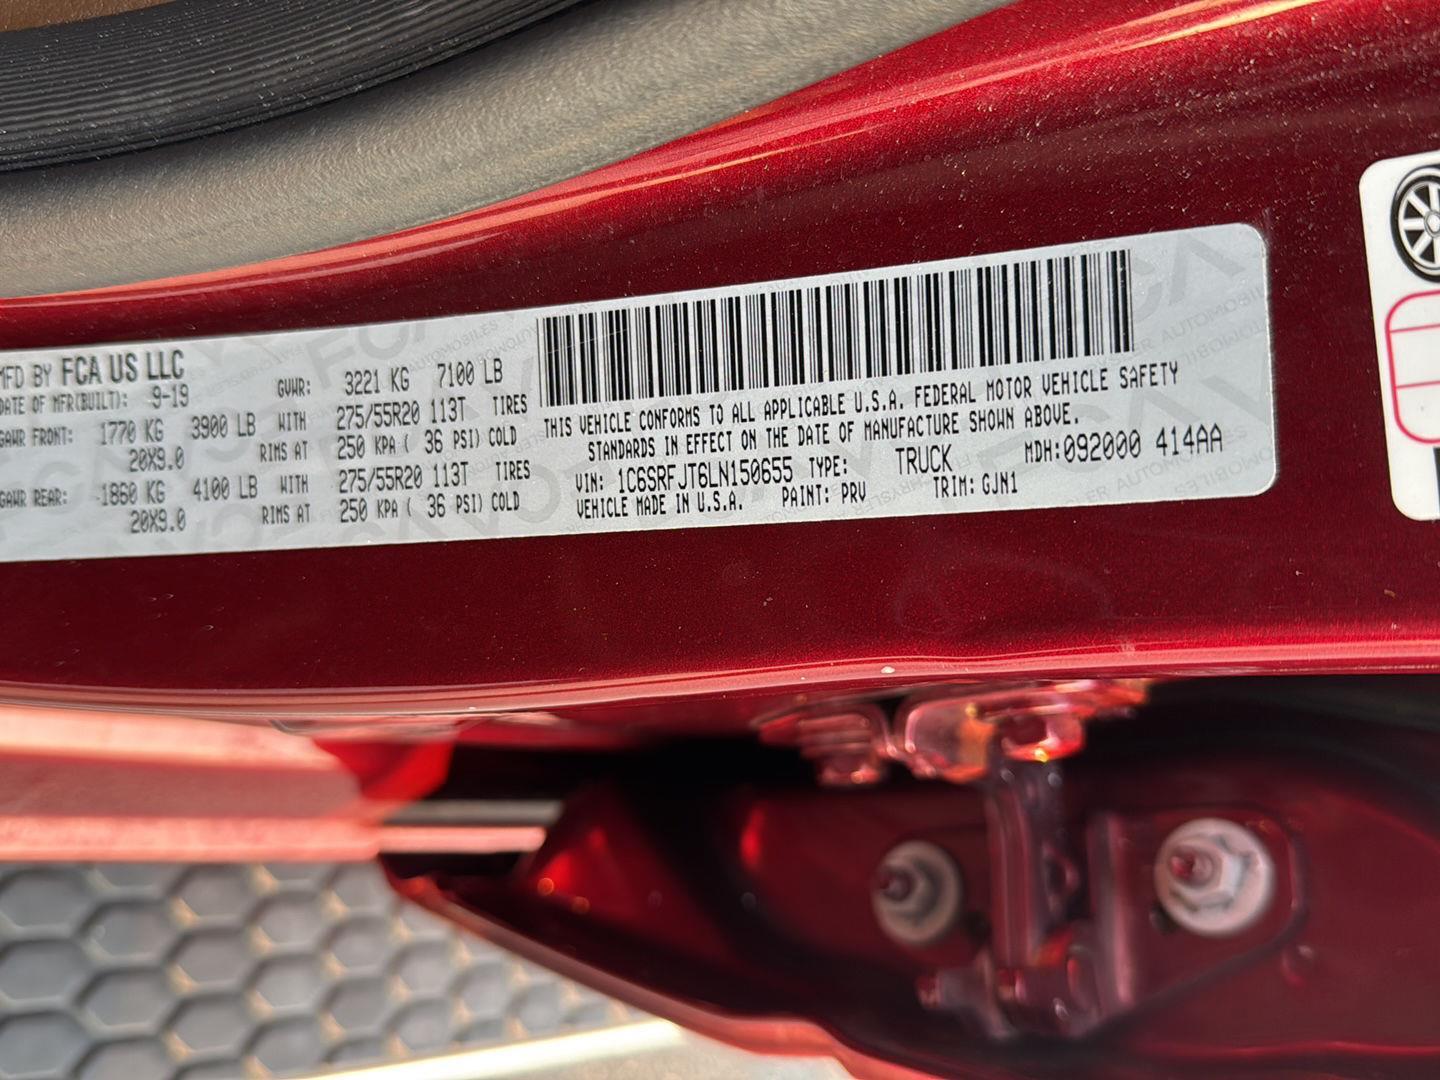 MFD BY FCA US LLC
DATE OF MFR(BUILT): 9-19 GVWR: 3221 KG 7100 LB
GAWR FRONT: 1770 KG 3900 LB WITH 275/55R20 113T TIRES
20X9.0 RIMS AT 250 KPA ( 36 PSI) COLD
GAWR REAR: 1860 KG 4100 LB WITH 275/55R20 113T TIRES
20X9.0 RIMS AT 250 KPA ( 36 PSI) COLD
THIS VEHICLE CONFORMS TO ALL APPLICABLE U.S.A. FEDERAL MOTOR VEHICLE SAFETY
STANDARDS IN EFFECT ON THE DATE OF MANUFACTURE SHOWN ABOVE.
VIN: 1C6SRFJT6LN150655 TYPE: TRUCK MDH:092000 414AA
VEHICLE MADE IN U.S.A. PAINT: PRV TRIM: GJN1